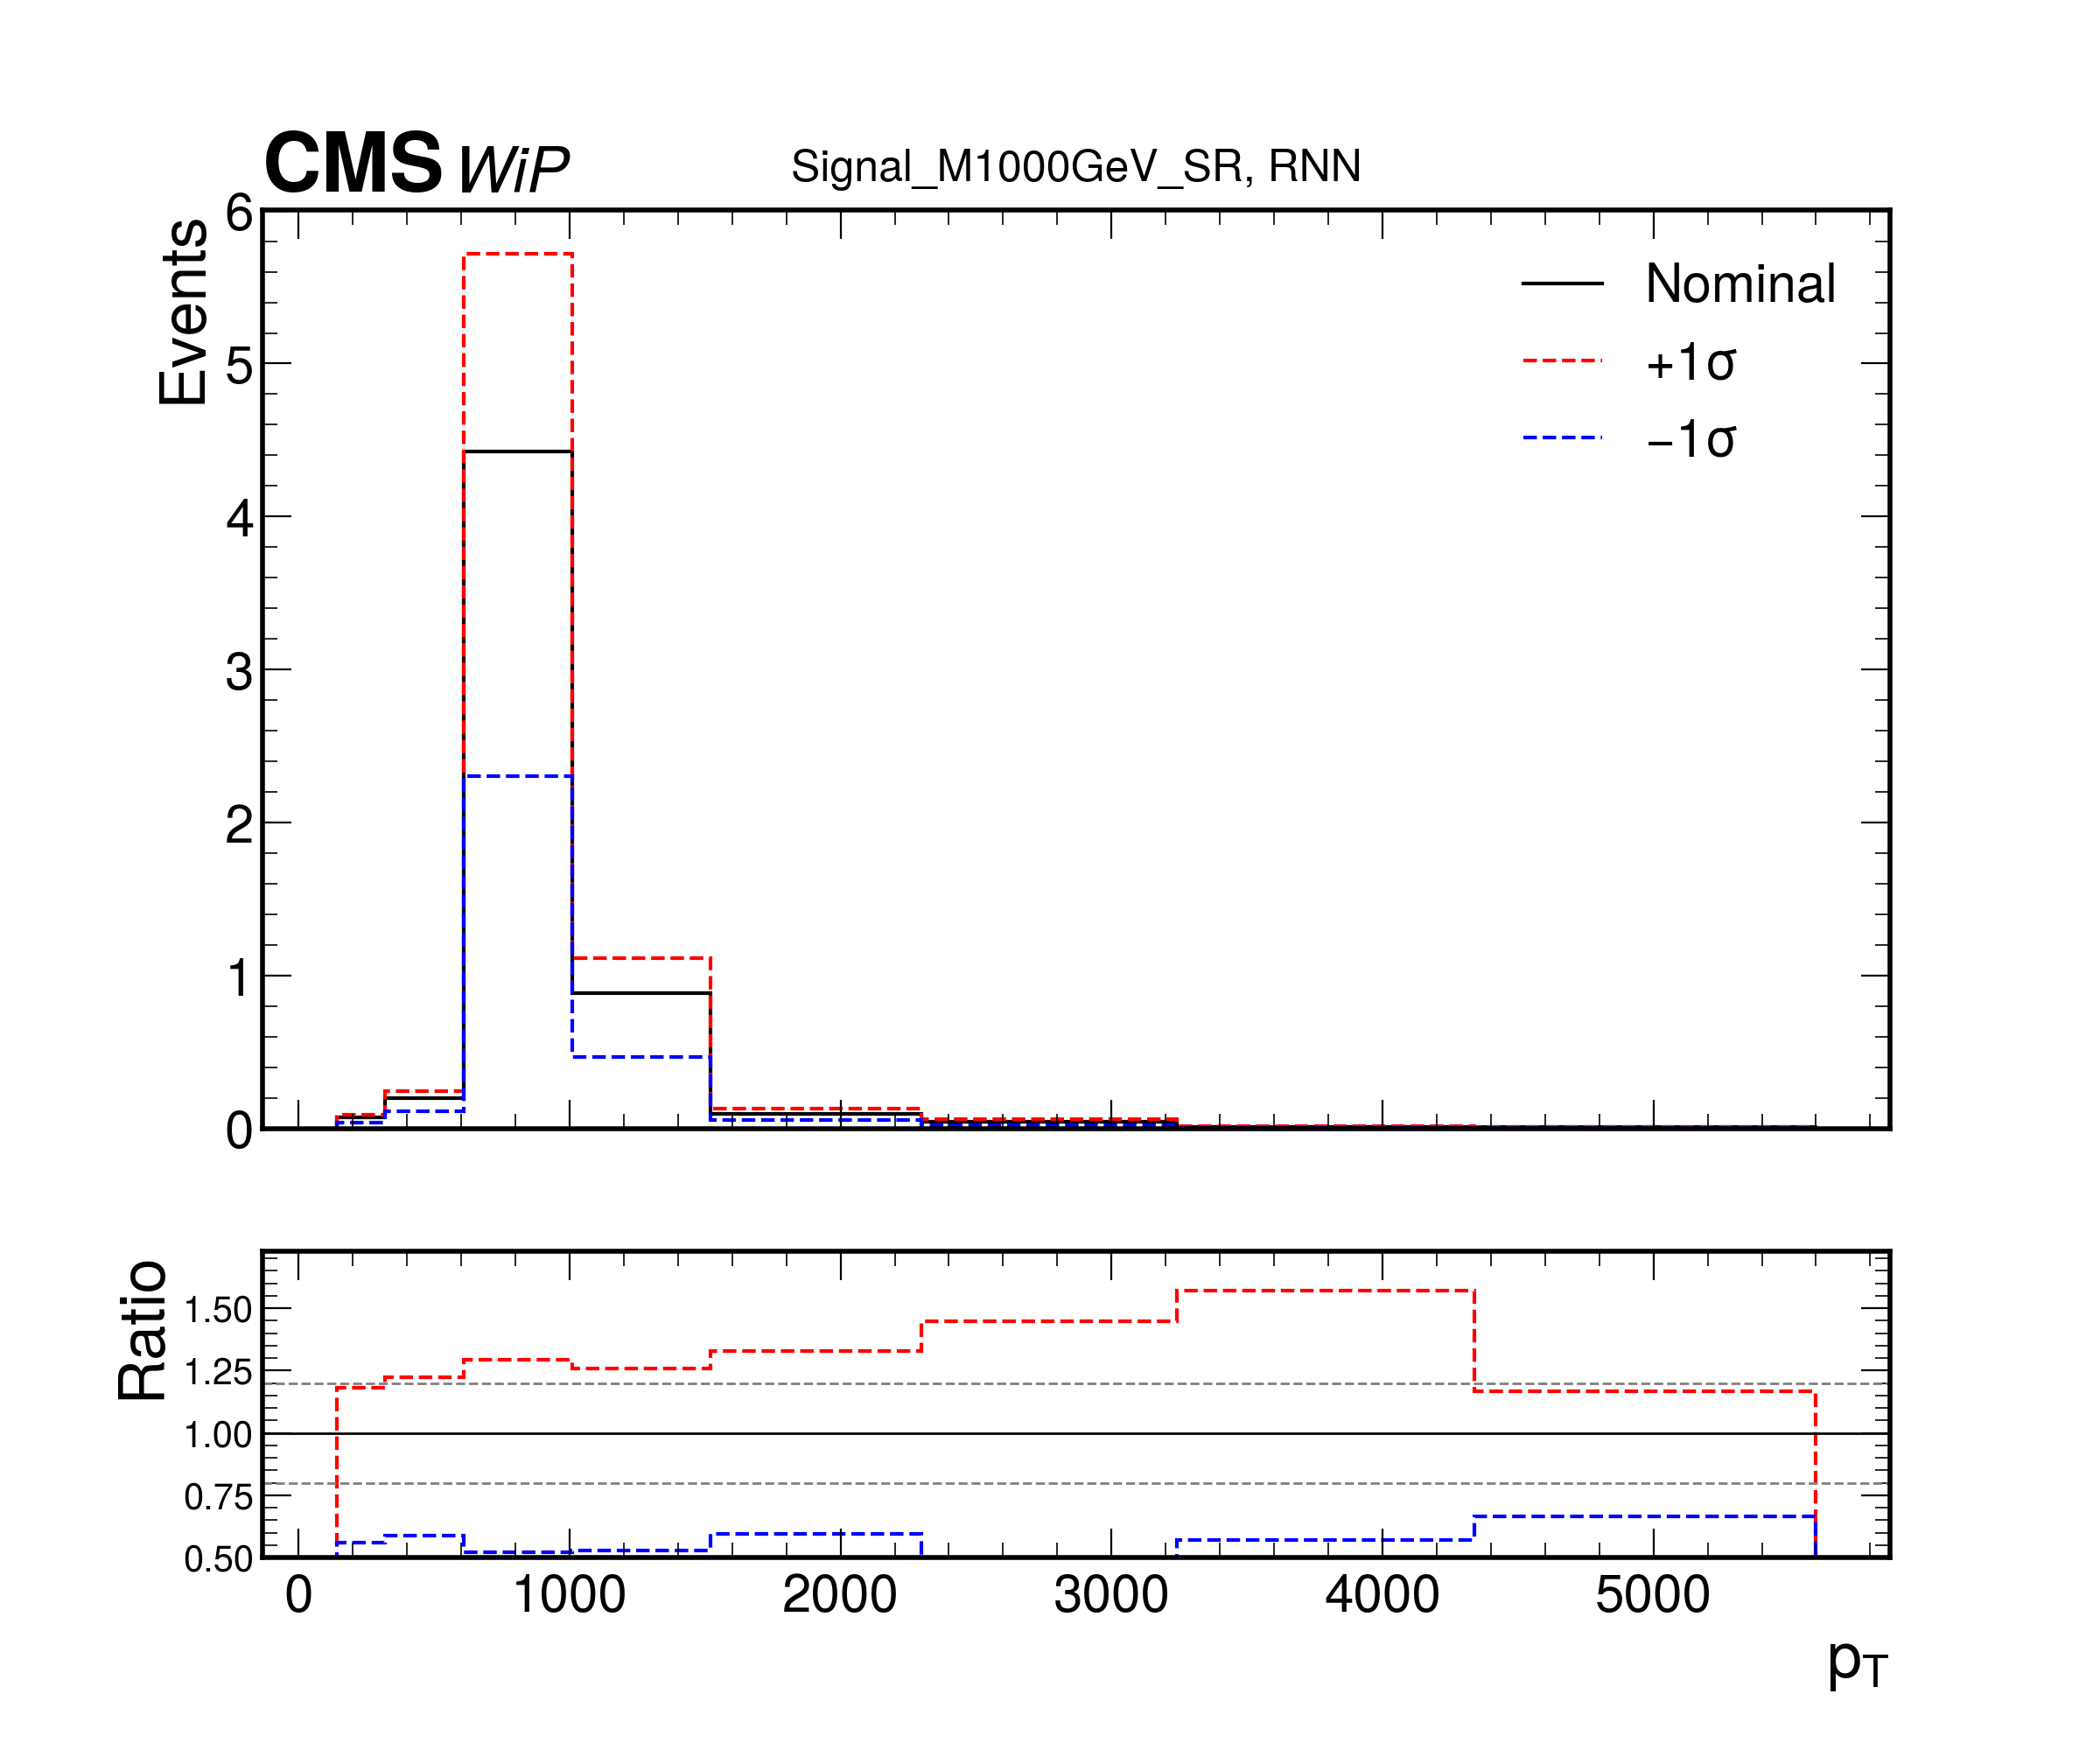 CMS WiP Signal_M1000GeV_SR, RNN
Events
6
5
4
3
2
1
0
Nominal
+1σ
−1σ
Ratio
1.50
1.25
1.00
0.75
0.50
0 1000 2000 3000 4000 5000
pT